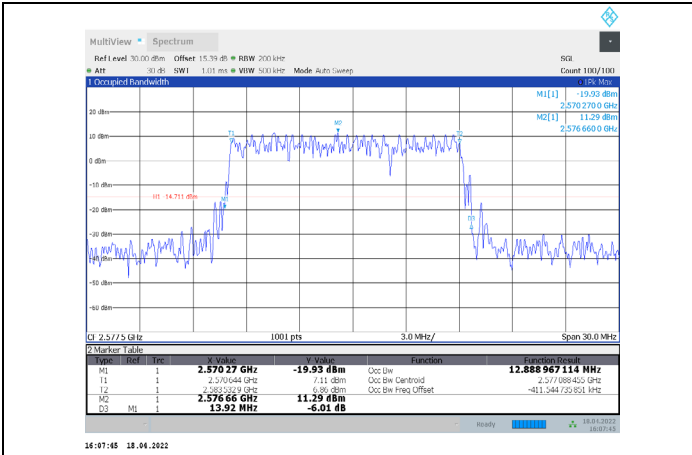 MultiView Spectrum
Ref Level 30.00 dBm Offset 15.39 dB RBW 200 kHz SGL
Att 30 dB SWT 1.01 ms VBW 500 kHz Mode Auto Sweep Count 100/100
1 Occupied Bandwidth 1Pk Max
M1[1] -19.93 dBm
2.570270 0 GHz
M2[1] 11.29 dBm
2.576660 0 GHz
20 dBm
M2
10 dBm
T1 T2
0 dBm
-10 dBm
H1 -14.711 dBm
M1
-20 dBm
D3
-30 dBm
-40 dBm
-50 dBm
-60 dBm
CF 2.5775 GHz 1001 pts 3.0 MHz/ Span 30.0 MHz
2 Marker Table
Type Ref Trc X-Value Y-Value Function Function Result
M1 1 2.570 27 GHz -19.93 dBm Occ Bw 12.888 967 114 MHz
T1 1 2.570 644 GHz 7.11 dBm Occ Bw Centroid 2.577 088 455 GHz
T2 1 2.583 532 9 GHz 6.86 dBm Occ Bw Freq Offset -411.544 735 851 kHz
M2 1 2.576 66 GHz 11.29 dBm
D3 M1 1 13.92 MHz -6.01 dB
Ready 18.04.2022
16:07:45
16:07:45 18.04.2022